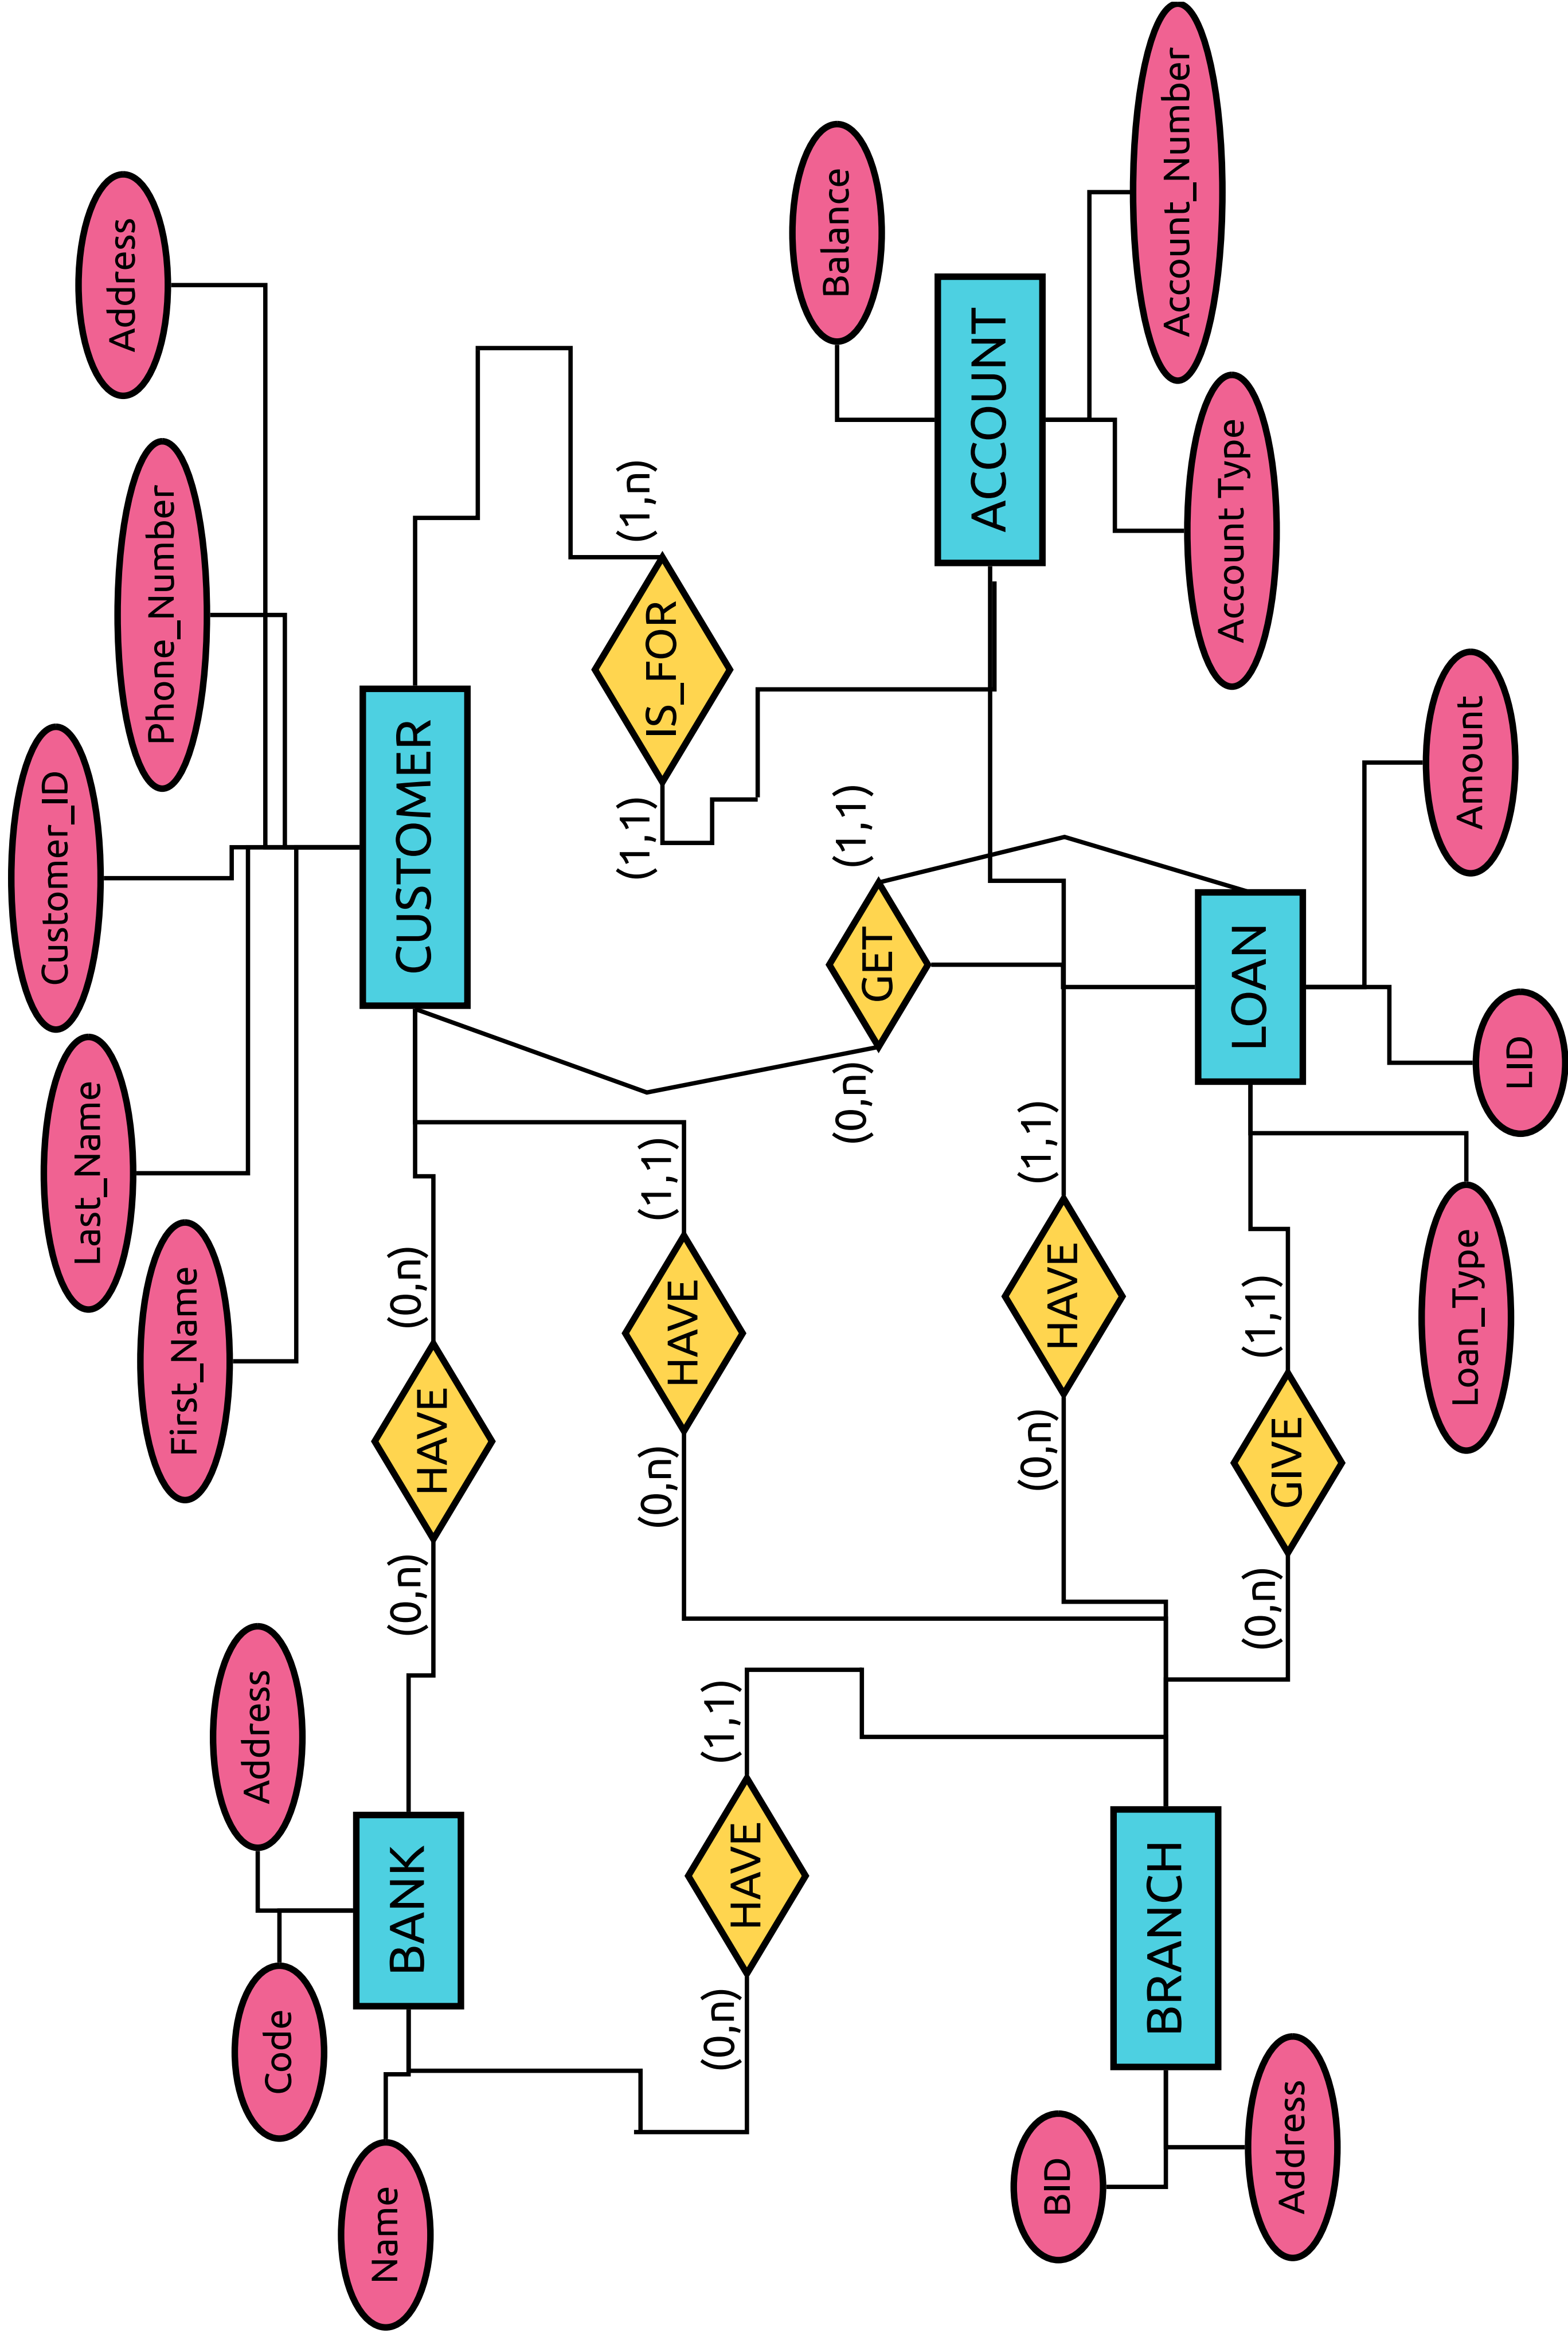 Customer_ID
Last_Name
Address
Phone_Number
First_Name
Address
Code
Name
BANK
(0,n)
HAVE
(0,n)
CUSTOMER
(1,1)
IS_FOR
(1,n)
(0,n)
HAVE
(1,1)
(0,n)
HAVE
(1,1)
Balance
(0,n)
GET
(1,1)
ACCOUNT
(0,n)
HAVE
(1,1)
BID
BRANCH
Account_Number
Account Type
LOAN
(0,n)
GIVE
(1,1)
Address
Loan_Type
Amount
LID